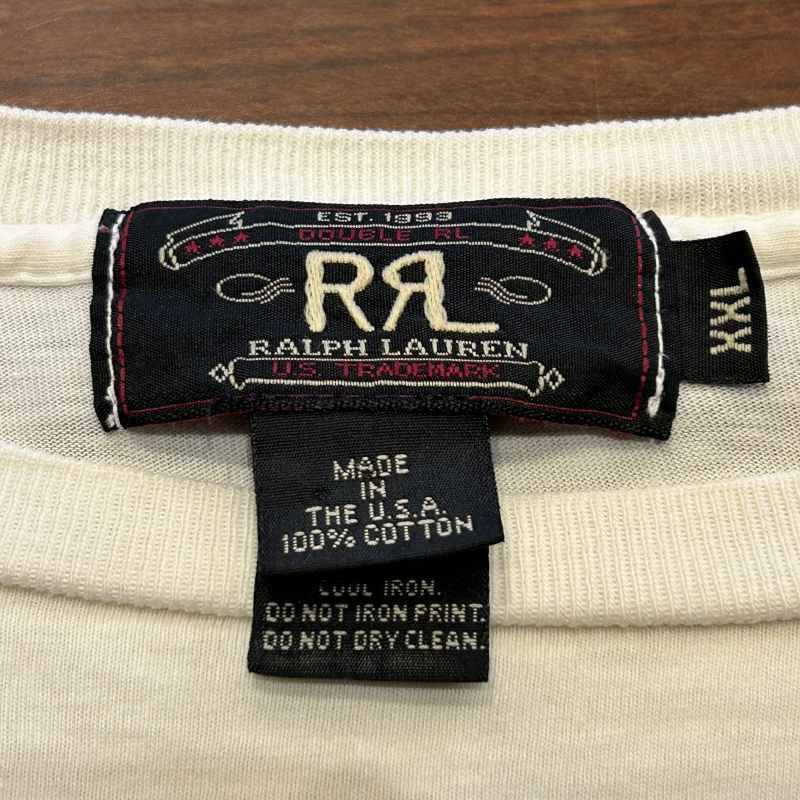 EST. 1993
DOUBLE RL
RRL
RALPH LAUREN
U.S. TRADEMARK
XXL
MADE
IN
THE U.S.A.
100% COTTON
COOL IRON.
DO NOT IRON PRINT.
DO NOT DRY CLEAN.